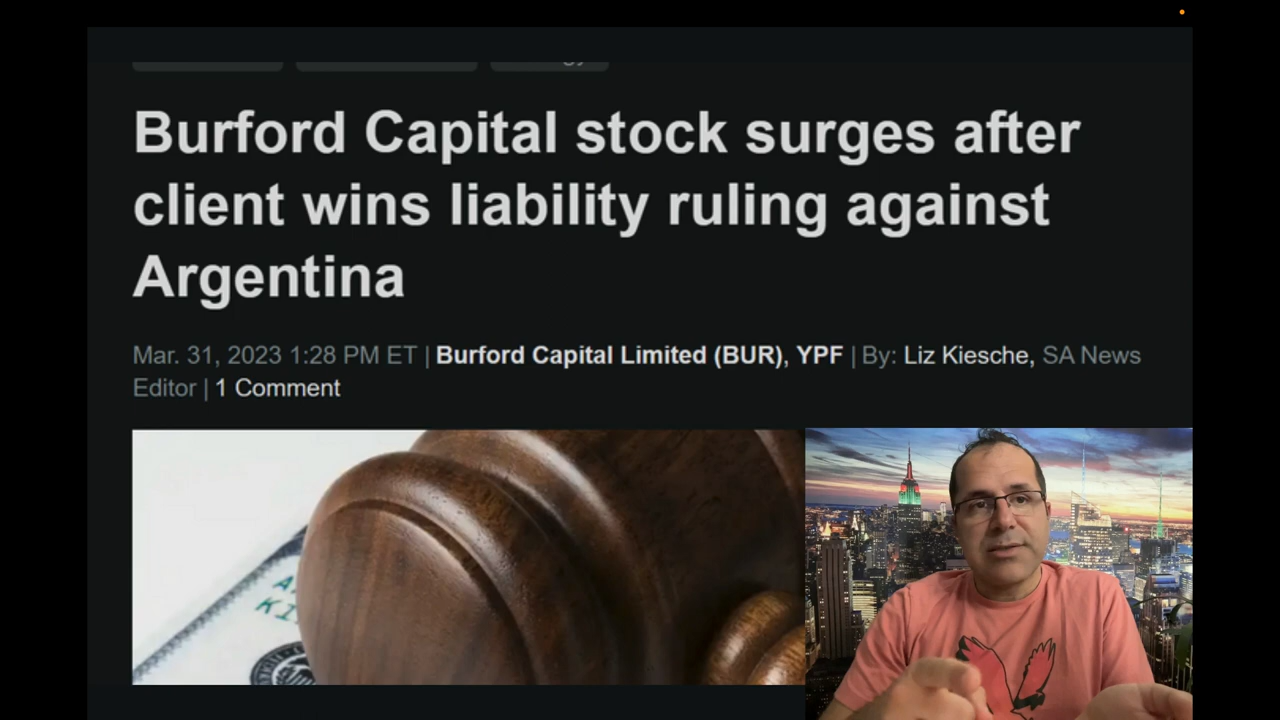 Burford Capital stock surges after
client wins liability ruling against
Argentina
Mar. 31, 2023 1:28 PM ET | Burford Capital Limited (BUR), YPF | By: Liz Kiesche, SA News
Editor | 1 Comment